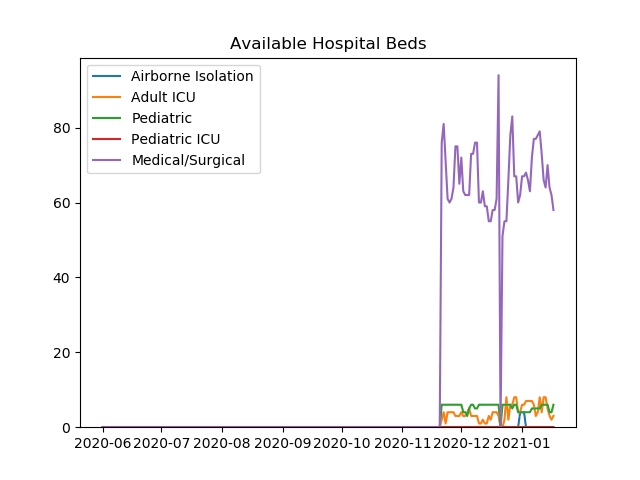 Available Hospital Beds
Airborne Isolation
Adult ICU
Pediatric
Pediatric ICU
Medical/Surgical
80
60
40
20
0
2020-06 2020-07 2020-08 2020-09 2020-10 2020-11 2020-12 2021-01